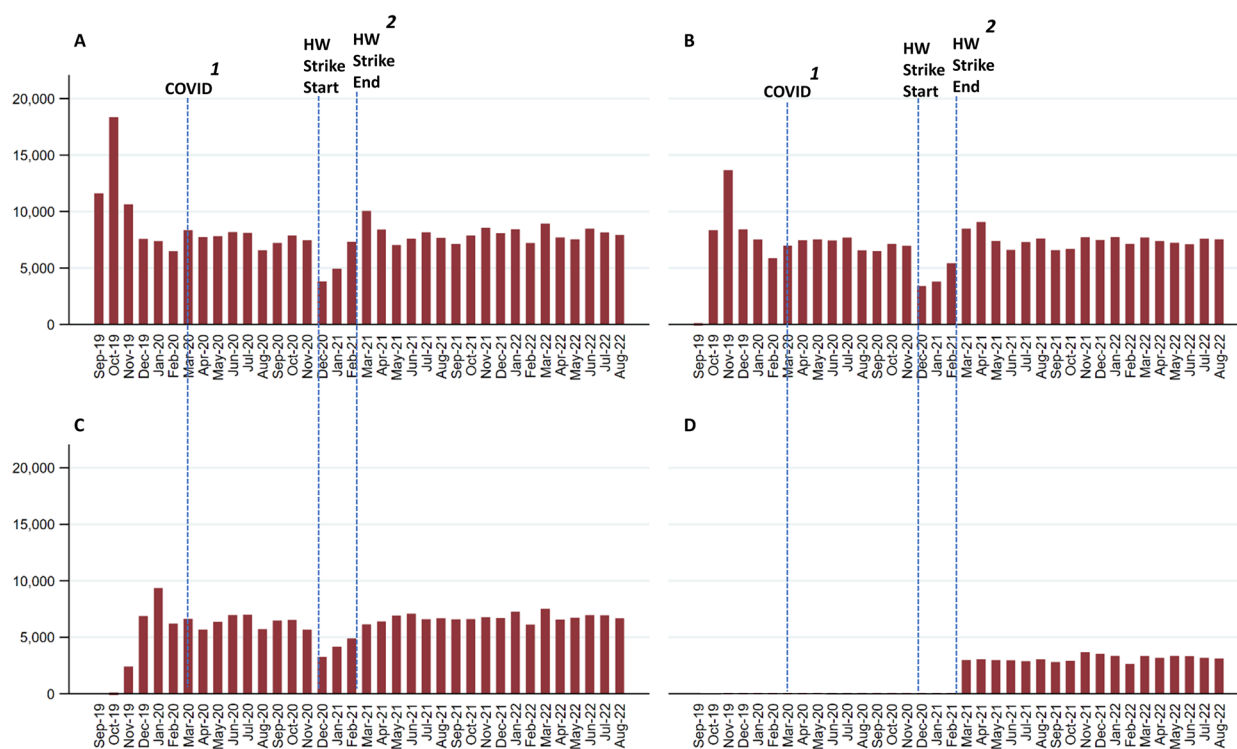 A
COVID
1
HW
Strike
Start
HW
Strike
End
2
20,000
15,000
10,000
5,000
0
Sep-19
Oct-19
Nov-19
Dec-19
Jan-20
Feb-20
Mar-20
Apr-20
May-20
Jun-20
Jul-20
Aug-20
Sep-20
Oct-20
Nov-20
Dec-20
Jan-21
Feb-21
Mar-21
Apr-21
May-21
Jun-21
Jul-21
Aug-21
Sep-21
Oct-21
Nov-21
Dec-21
Jan-22
Feb-22
Mar-22
Apr-22
May-22
Jun-22
Jul-22
Aug-22
B
COVID
1
HW
Strike
Start
HW
Strike
End
2
Sep-19
Oct-19
Nov-19
Dec-19
Jan-20
Feb-20
Mar-20
Apr-20
May-20
Jun-20
Jul-20
Aug-20
Sep-20
Oct-20
Nov-20
Dec-20
Jan-21
Feb-21
Mar-21
Apr-21
May-21
Jun-21
Jul-21
Aug-21
Sep-21
Oct-21
Nov-21
Dec-21
Jan-22
Feb-22
Mar-22
Apr-22
May-22
Jun-22
Jul-22
Aug-22
C
20,000
15,000
10,000
5,000
0
Sep-19
Oct-19
Nov-19
Dec-19
Jan-20
Feb-20
Mar-20
Apr-20
May-20
Jun-20
Jul-20
Aug-20
Sep-20
Oct-20
Nov-20
Dec-20
Jan-21
Feb-21
Mar-21
Apr-21
May-21
Jun-21
Jul-21
Aug-21
Sep-21
Oct-21
Nov-21
Dec-21
Jan-22
Feb-22
Mar-22
Apr-22
May-22
Jun-22
Jul-22
Aug-22
D
Sep-19
Oct-19
Nov-19
Dec-19
Jan-20
Feb-20
Mar-20
Apr-20
May-20
Jun-20
Jul-20
Aug-20
Sep-20
Oct-20
Nov-20
Dec-20
Jan-21
Feb-21
Mar-21
Apr-21
May-21
Jun-21
Jul-21
Aug-21
Sep-21
Oct-21
Nov-21
Dec-21
Jan-22
Feb-22
Mar-22
Apr-22
May-22
Jun-22
Jul-22
Aug-22